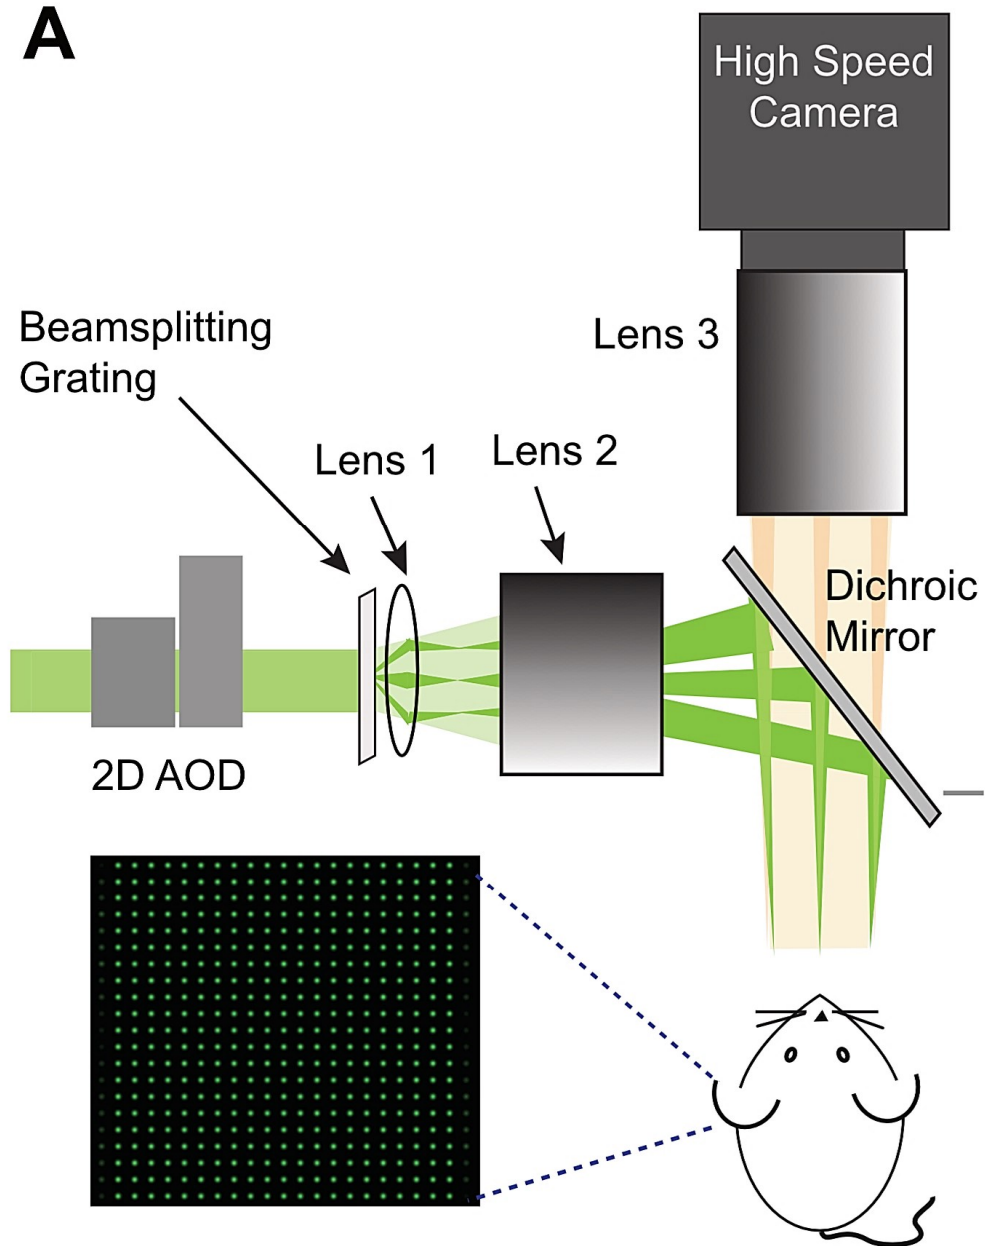 A
High Speed
Camera
Beamsplitting
Grating
Lens 3
Lens 1
Lens 2
Dichroic
Mirror
2D AOD